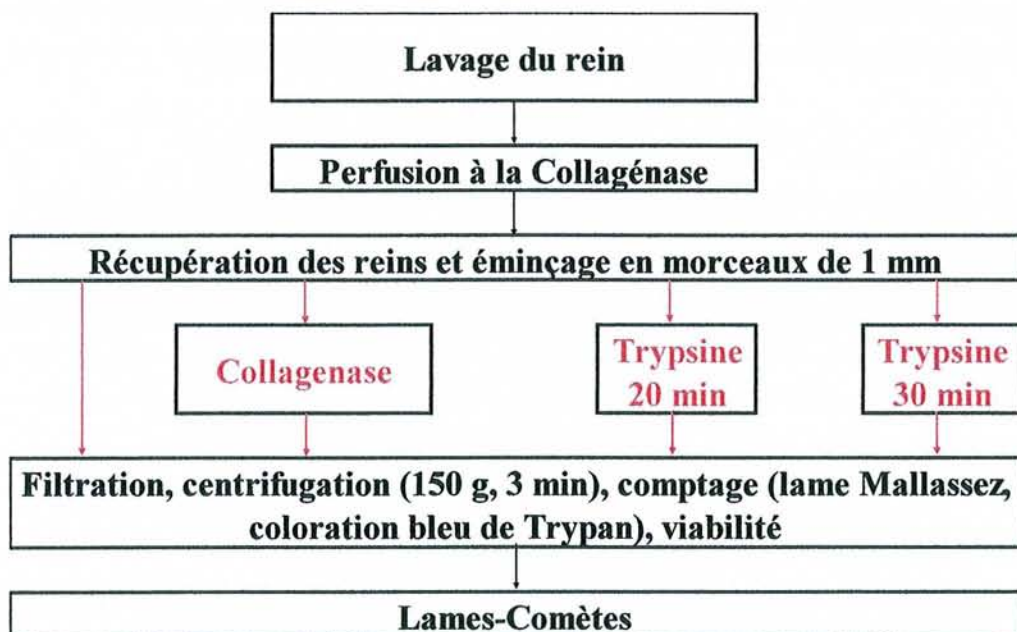 Lavage du rein
Perfusion à la Collagénase
Récupération des reins et éminçage en morceaux de 1 mm
Collagenase
Trypsine
20 min
Trypsine
30 min
Filtration, centrifugation (150 g, 3 min), comptage (lame Mallassez,
coloration bleu de Trypan), viabilité
Lames-Comètes